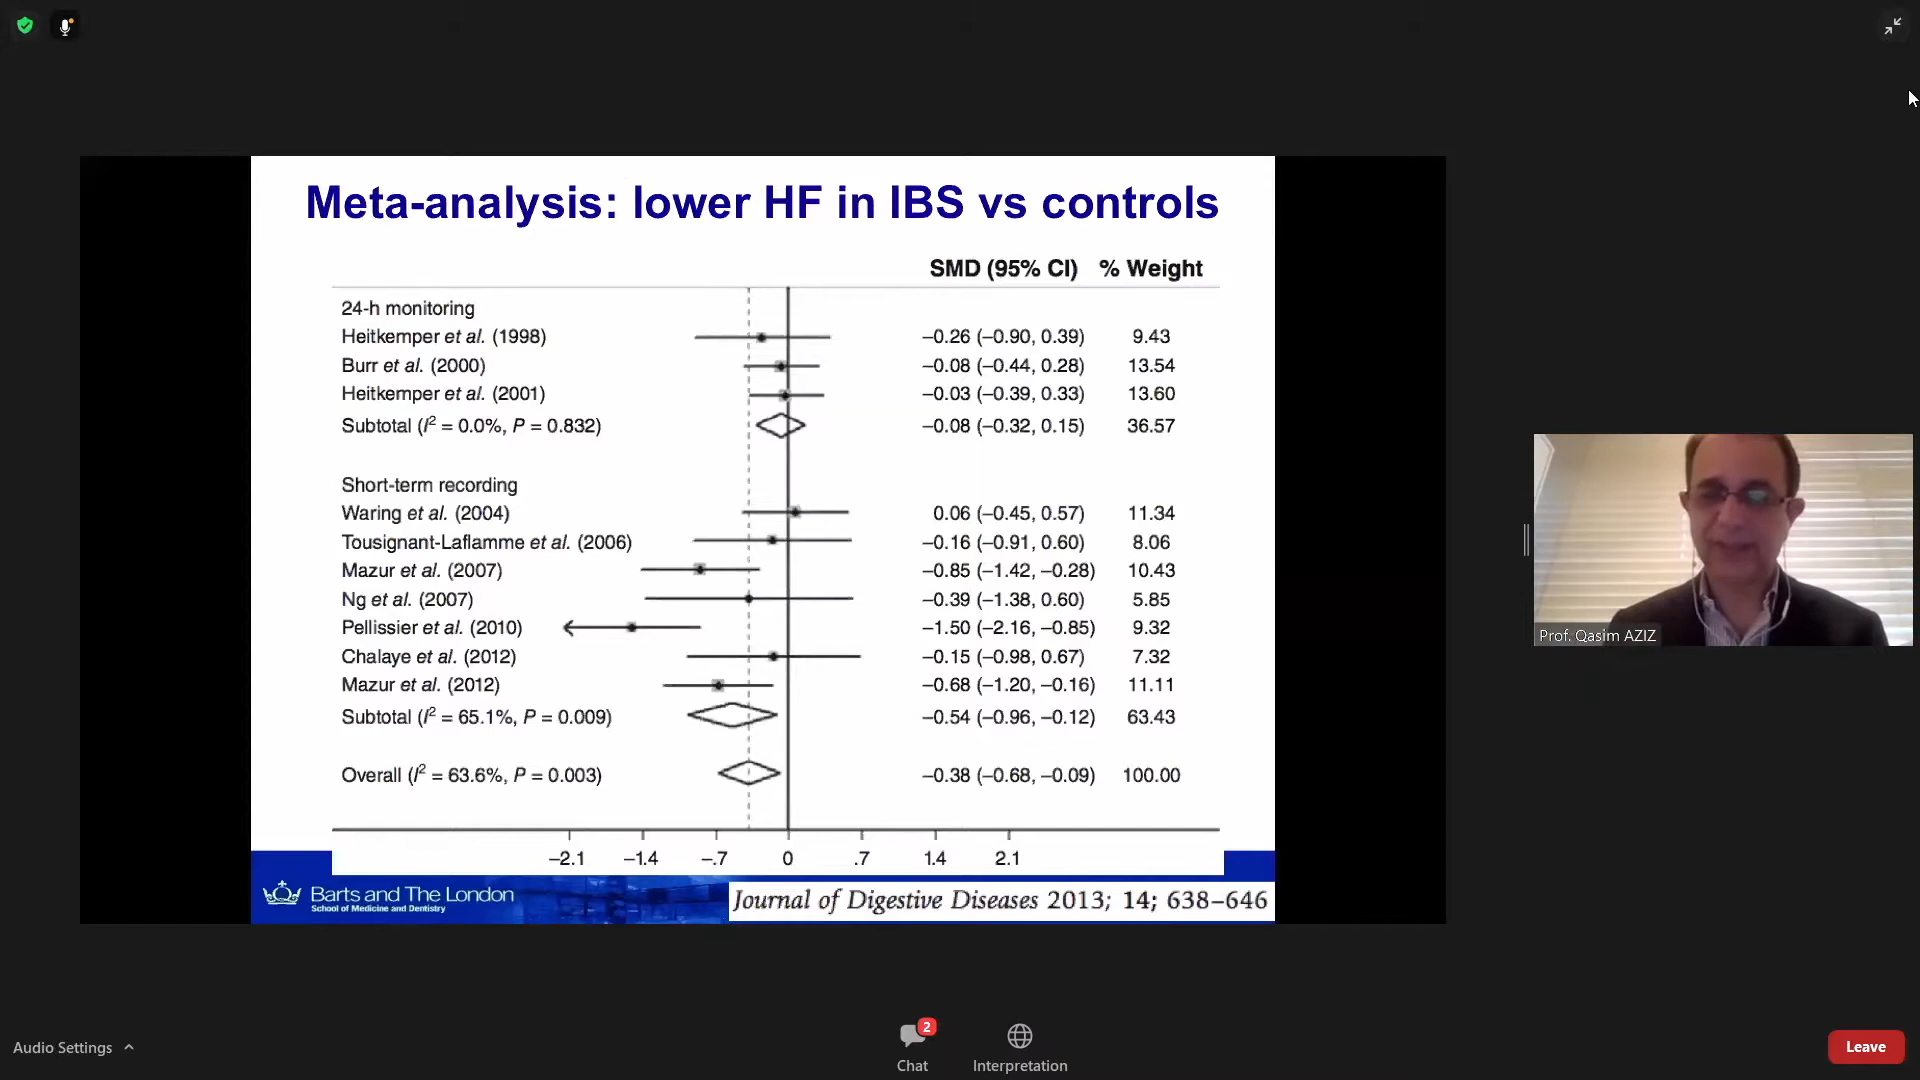 Meta-analysis: lower HF in IBS vs controls
SMD (95% CI) % Weight
24-h monitoring
Heitkemper et al. (1998) –0.26 (–0.90, 0.39) 9.43
Burr et al. (2000) –0.08 (–0.44, 0.28) 13.54
Heitkemper et al. (2001) –0.03 (–0.39, 0.33) 13.60
Subtotal (I² = 0.0%, P = 0.832) –0.08 (–0.32, 0.15) 36.57
Short-term recording
Waring et al. (2004) 0.06 (–0.45, 0.57) 11.34
Tousignant-Laflamme et al. (2006) –0.16 (–0.91, 0.60) 8.06
Mazur et al. (2007) –0.85 (–1.42, –0.28) 10.43
Ng et al. (2007) –0.39 (–1.38, 0.60) 5.85
Pellissier et al. (2010) –1.50 (–2.16, –0.85) 9.32
Chalaye et al. (2012) –0.15 (–0.98, 0.67) 7.32
Mazur et al. (2012) –0.68 (–1.20, –0.16) 11.11
Subtotal (I² = 65.1%, P = 0.009) –0.54 (–0.96, –0.12) 63.43
Overall (I² = 63.6%, P = 0.003) –0.38 (–0.68, –0.09) 100.00
–2.1 –1.4 –.7 0 .7 1.4 2.1
Barts and The London
School of Medicine and Dentistry
Journal of Digestive Diseases 2013; 14; 638–646
Prof. Qasim AZIZ
Audio Settings
2
Chat
Interpretation
Leave